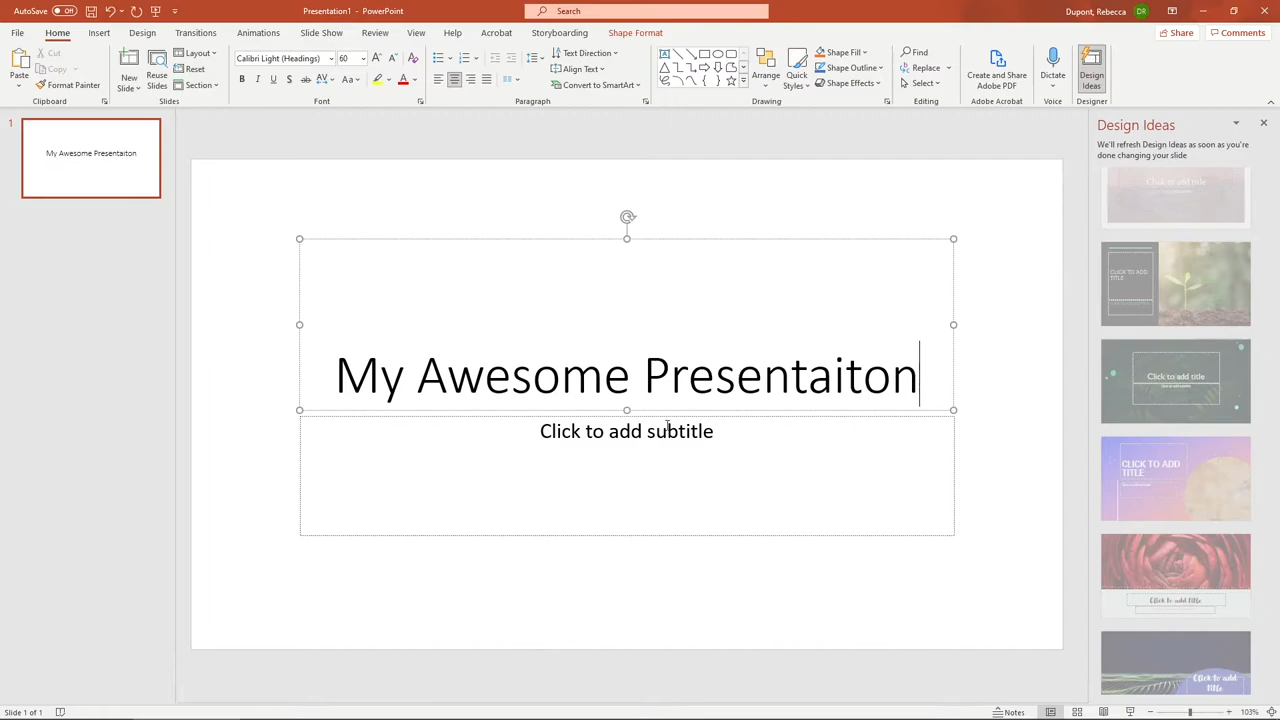 AutoSave Off Presentation1 - PowerPoint Search Dupont, Rebecca DR
File Home Insert Design Transitions Animations Slide Show Review View Help Acrobat Storyboarding Shape Format Share Comments
Paste
Cut
Copy
Format Painter
Clipboard
New
Slides
Reuse
Slides
Layout
Reset
Section
Slides
Calibri Light (Headings) 60
Font
Text Direction
Align Text
Convert to SmartArt
Paragraph
Arrange
Quick
Styles
Shape Fill
Shape Outline
Shape Effects
Drawing
Find
Replace
Select
Editing
Create and Share
Adobe PDF
Adobe Acrobat
Dictate
Voice
Design
Ideas
Designer
1
My Awesome Presentaiton
My Awesome Presentaiton
Click to add subtitle
Design Ideas
We'll refresh Design Ideas as soon as you're
done changing your slide
Click to add title
CLICK TO ADD
TITLE
Click to add title
CLICK TO ADD
TITLE
Click to add title
Click to add
title
Slide 1 of 1 Notes 103%